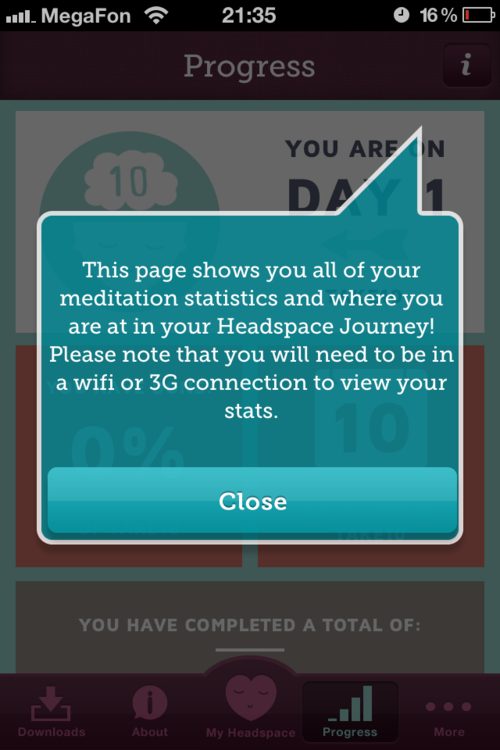 MegaFon 21:35 16%
Progress
i
10
YOU ARE ON
DAY 1
This page shows you all of your
meditation statistics and where you
are at in your Headspace Journey!
Please note that you will need to be in
a wifi or 3G connection to view your
stats.
0%
10
Close
YOU HAVE COMPLETED A TOTAL OF:
Downloads
About
My Headspace
Progress
More